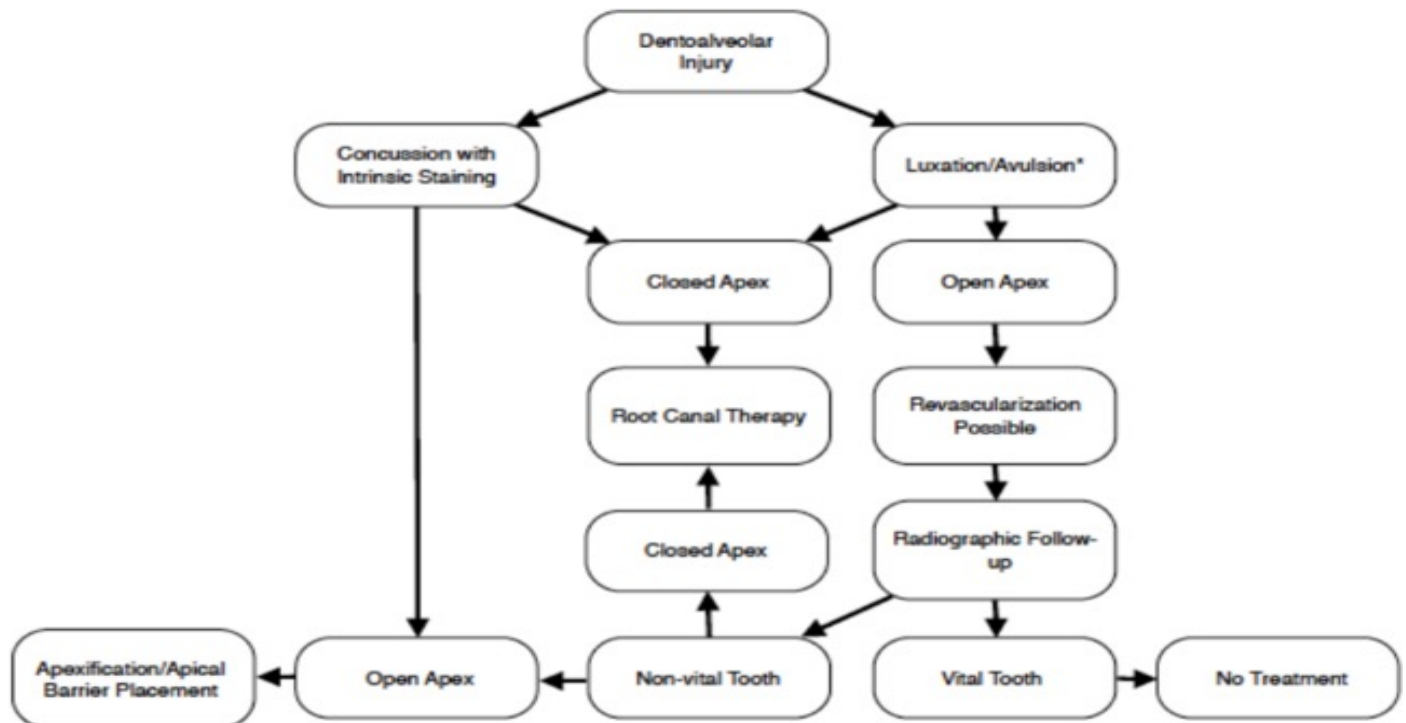 Dentoalveolar
Injury
Concussion with
Intrinsic Staining
Luxation/Avulsion*
Closed Apex
Open Apex
Root Canal Therapy
Revascularization
Possible
Closed Apex
Radiographic Follow-
up
Apexification/Apical
Barrier Placement
Open Apex
Non-vital Tooth
Vital Tooth
No Treatment